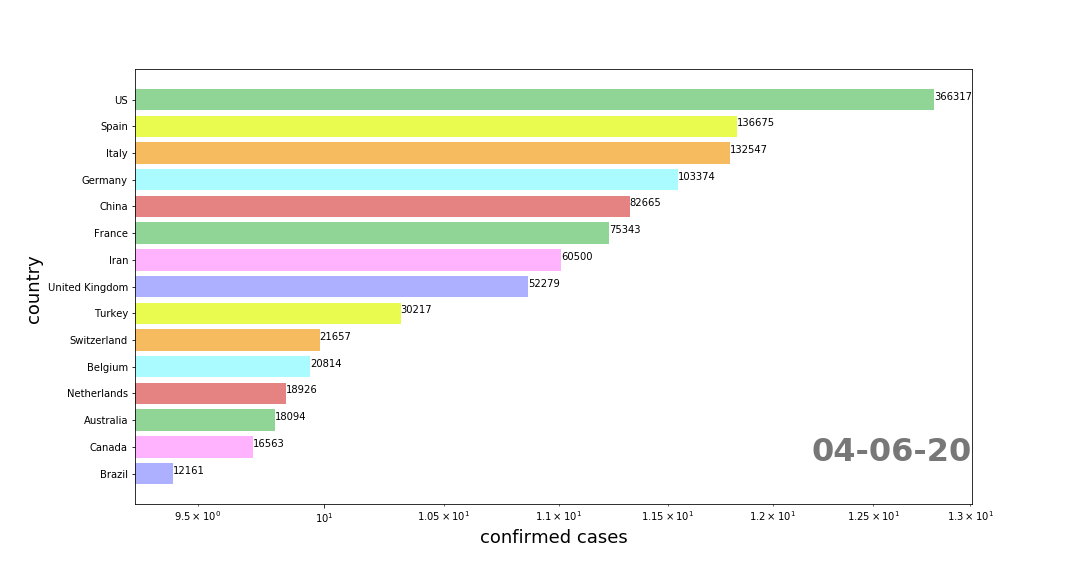 US 366317
Spain 136675
Italy 132547
Germany 103374
China 82665
France 75343
Iran 60500
United Kingdom 52279
Turkey 30217
Switzerland 21657
Belgium 20814
Netherlands 18926
Australia 18094
Canada 16563
Brazil 12161
country
04-06-20
9.5 × 10⁰ 10¹ 1.05 × 10¹ 1.1 × 10¹ 1.15 × 10¹ 1.2 × 10¹ 1.25 × 10¹ 1.3 × 10¹
confirmed cases